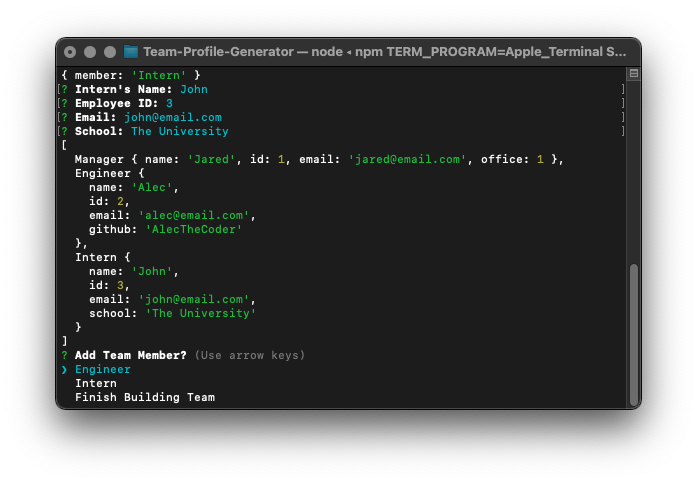 Team-Profile-Generator — node ◂ npm TERM_PROGRAM=Apple_Terminal S...
{ member: 'Intern' }
[? Intern's Name: John ]
[? Employee ID: 3 ]
[? Email: john@email.com ]
[? School: The University ]
[
  Manager { name: 'Jared', id: 1, email: 'jared@email.com', office: 1 },
  Engineer {
    name: 'Alec',
    id: 2,
    email: 'alec@email.com',
    github: 'AlecTheCoder'
  },
  Intern {
    name: 'John',
    id: 3,
    email: 'john@email.com',
    school: 'The University'
  }
]
? Add Team Member? (Use arrow keys)
❯ Engineer
  Intern
  Finish Building Team